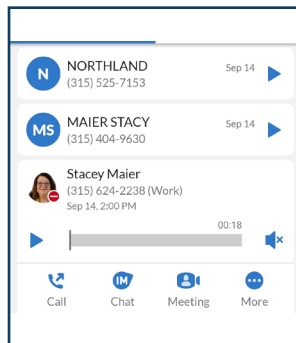 N
NORTHLAND
(315) 525-7153
Sep 14
MS
MAIER STACY
(315) 404-9630
Sep 14
Stacey Maier
(315) 624-2238 (Work)
Sep 14, 2:00 PM
00:18
IM
Call
Chat
Meeting
More